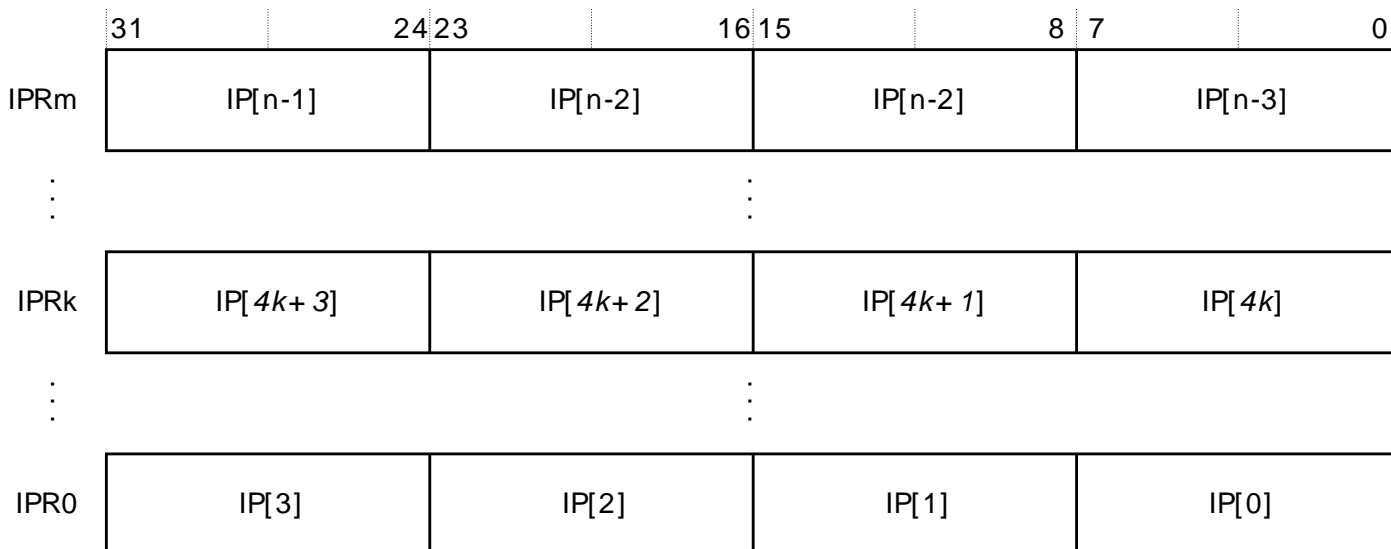 31 24 23 16 15 8 7 0
IPRm IP[n-1] IP[n-2] IP[n-2] IP[n-3]
IPRk IP[4k+3] IP[4k+2] IP[4k+1] IP[4k]
IPR0 IP[3] IP[2] IP[1] IP[0]